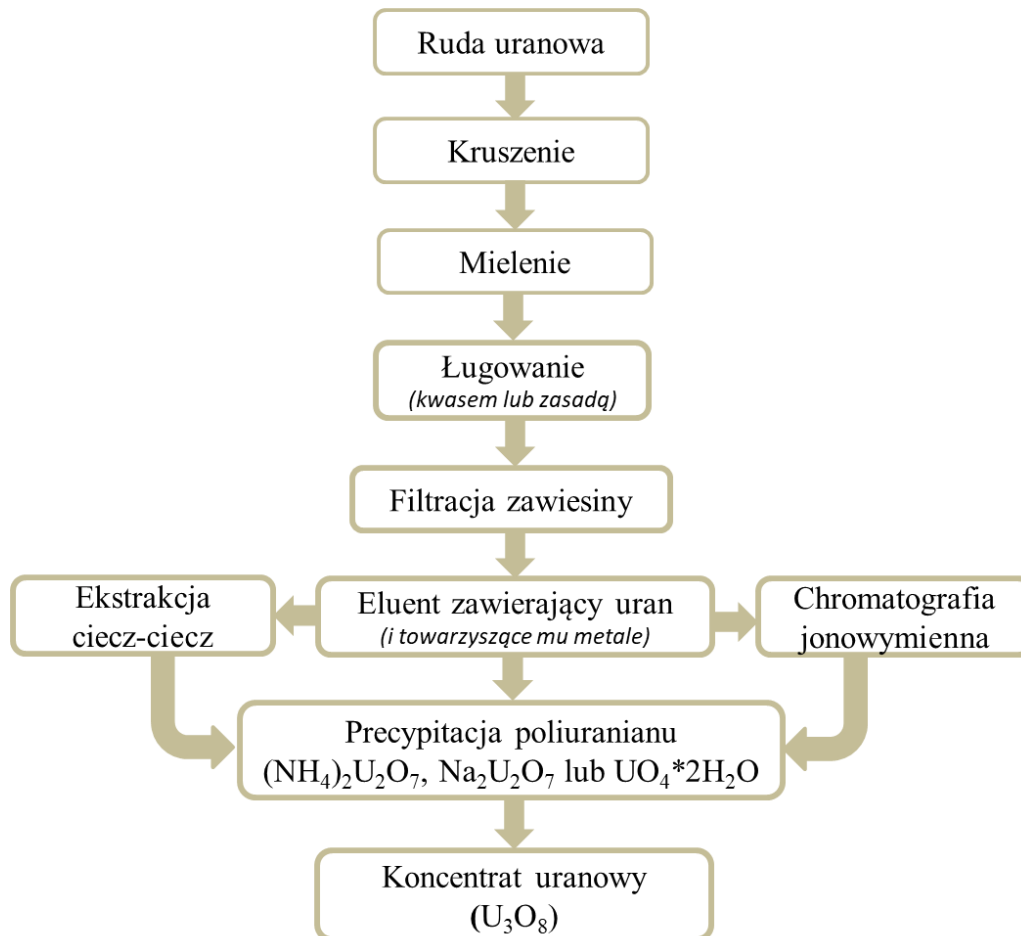 Ruda uranowa
Kruszenie
Mielenie
Ługowanie
(kwasem lub zasadą)
Filtracja zawiesiny
Ekstrakcja
ciecz-ciecz
Eluent zawierający uran
(i towarzyszące mu metale)
Chromatografia
jonowymienna
Precypitacja poliuranianu
(NH₄)₂U₂O₇, Na₂U₂O₇ lub UO₄*2H₂O
Koncentrat uranowy
(U₃O₈)